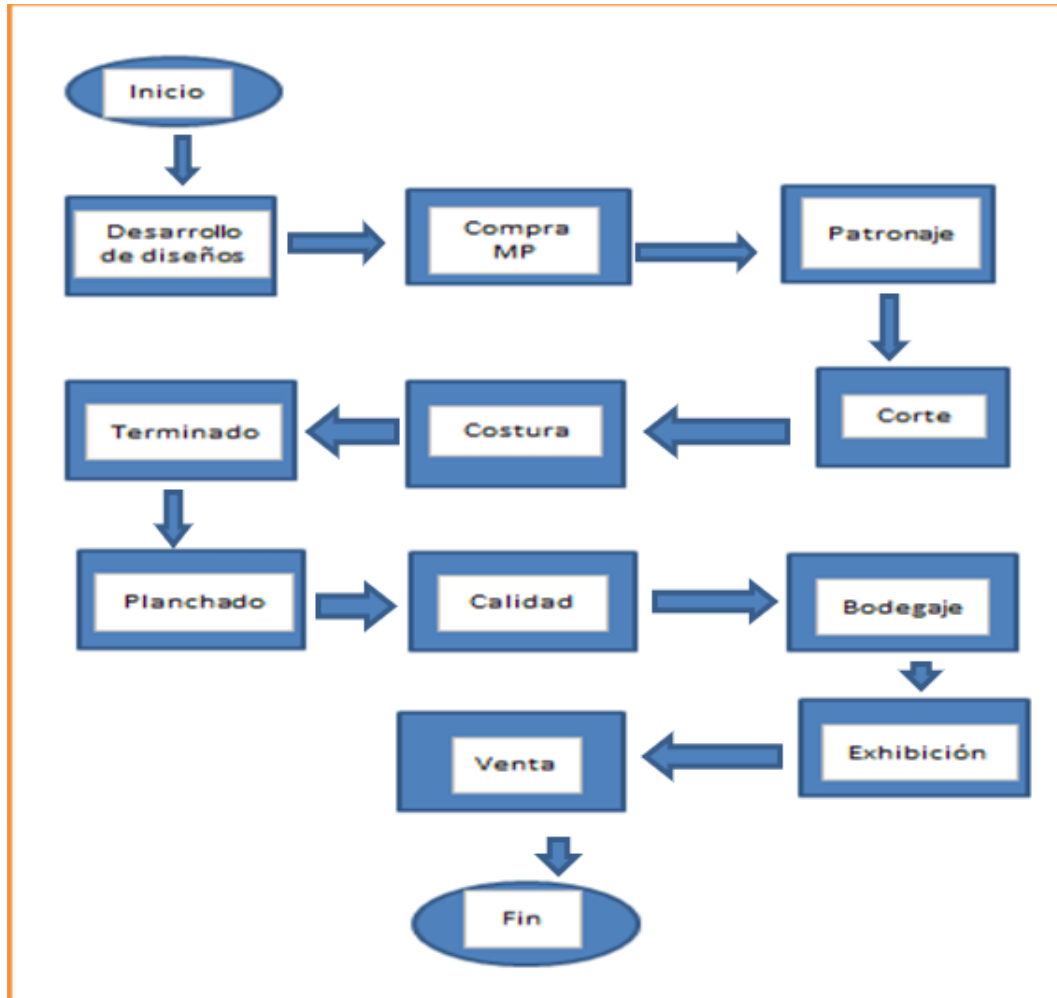 Inicio
Desarrollo
de diseños
Compra
MP
Patronaje
Corte
Costura
Terminado
Planchado
Calidad
Bodegaje
Exhibición
Venta
Fin